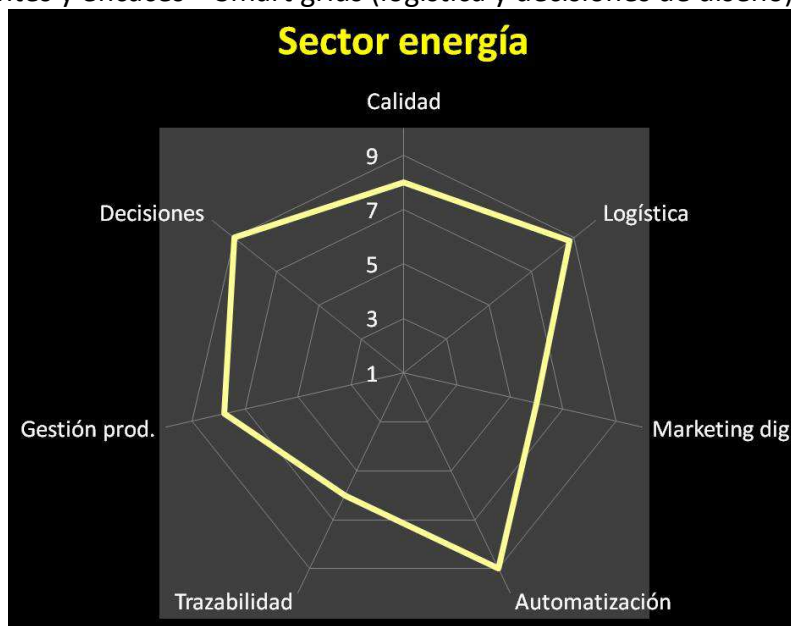 Sector energía
Calidad
9
Decisiones
7
Logística
5
3
1
Gestión prod.
Marketing dig
Trazabilidad
Automatización